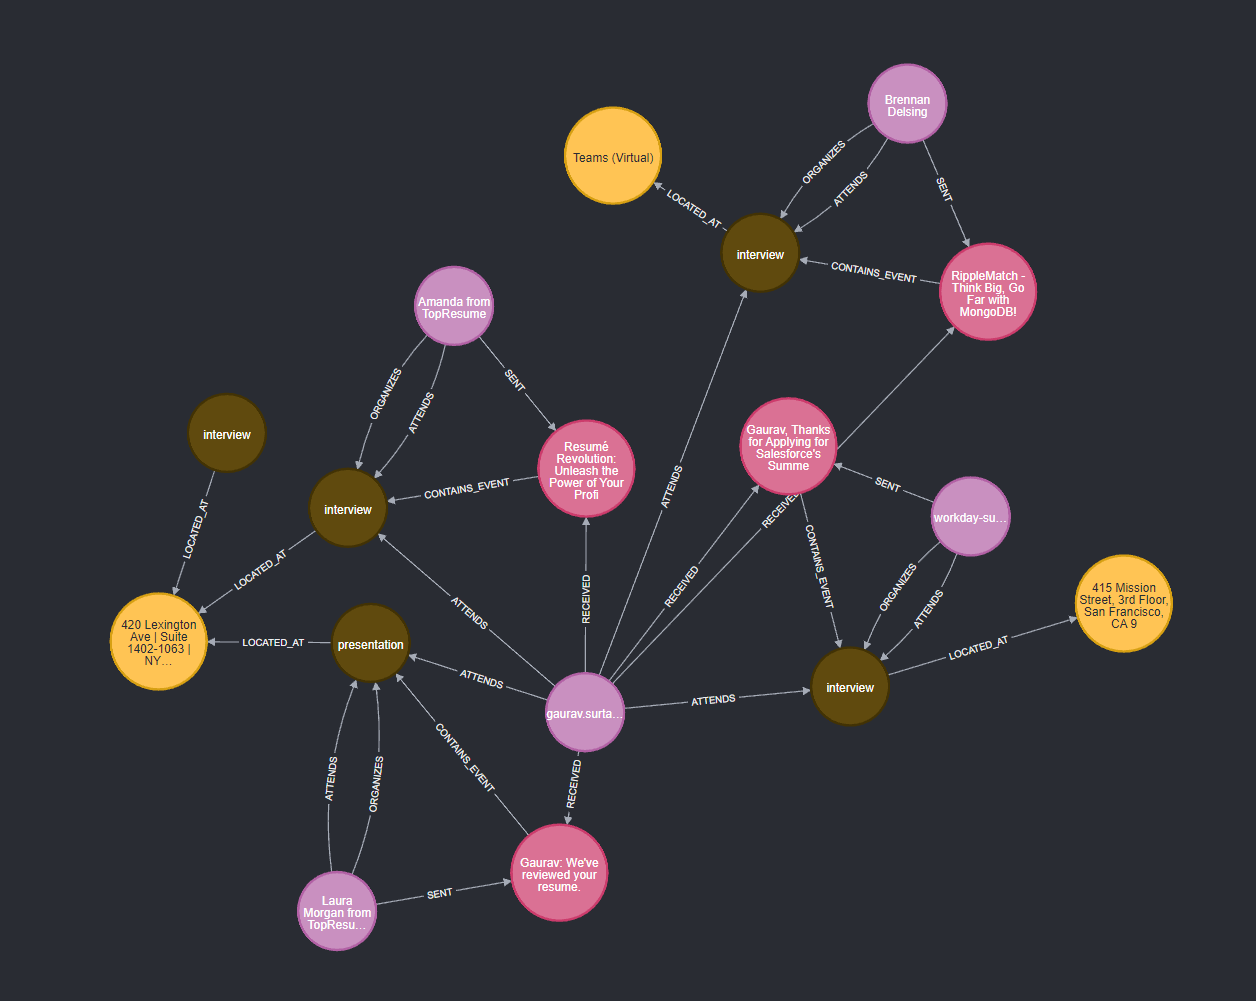 Brennan
Delsing
Teams (Virtual)
ORGANIZES
ATTENDS
SENT
LOCATED_AT
interview
CONTAINS_EVENT
RippleMatch -
Think Big, Go
Far with
MongoDB!
Amanda from
TopResume
ORGANIZES
ATTENDS
SENT
interview
Resumé
Revolution:
Unleash the
Power of Your
Profi
CONTAINS_EVENT
interview
LOCATED_AT
LOCATED_AT
Gaurav, Thanks
for Applying for
Salesforce's
Summe
SENT
workday-su...
ATTENDS
RECEIVED
RECEIVED
RECEIVED
CONTAINS_EVENT
ORGANIZES
ATTENDS
415 Mission
Street, 3rd Floor,
San Francisco,
CA 9
LOCATED_AT
interview
420 Lexington
Ave | Suite
1402-1063 |
NY...
LOCATED_AT
presentation
ATTENDS
ATTENDS
gaurav.surta...
ATTENDS
CONTAINS_EVENT
RECEIVED
ATTENDS
ORGANIZES
Gaurav: We've
reviewed your
resume.
SENT
Laura
Morgan from
TopResu...